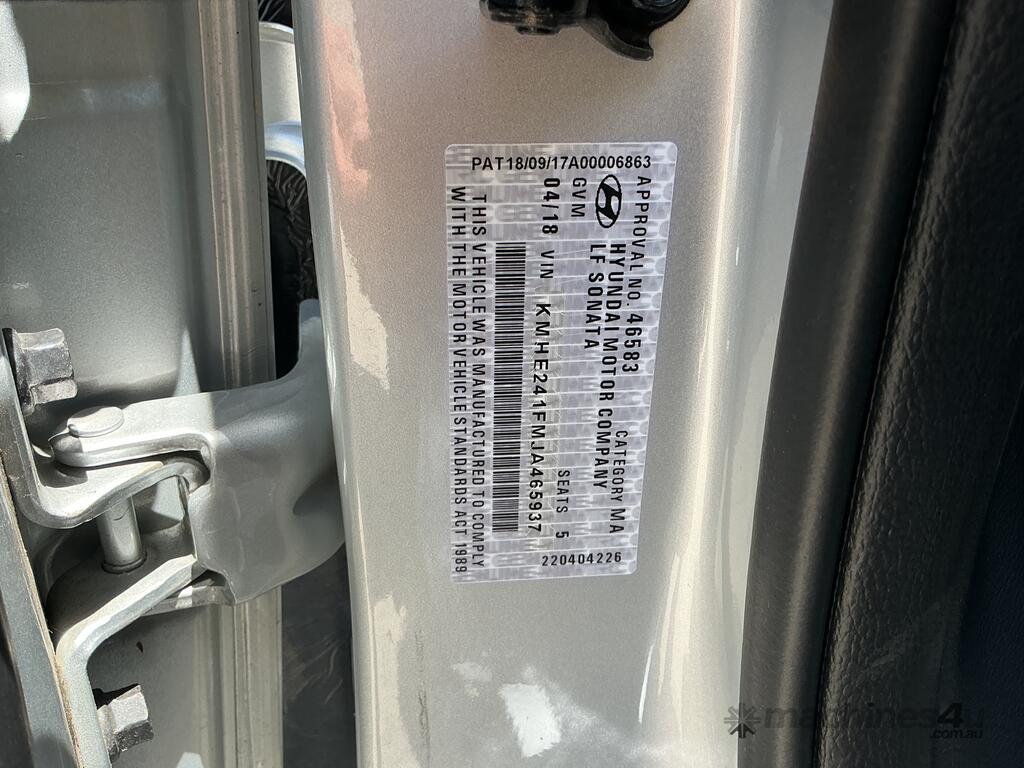 PAT18/09/17A00006863
APPROVAL NO. 46583 CATEGORY MA
HYUNDAI MOTOR COMPANY
LF SONATA
GVM SEATS 5
04/18 VIN KMHE241FMJA465937
THIS VEHICLE WAS MANUFACTURED TO COMPLY
WITH THE MOTOR VEHICLE STANDARDS ACT 1989
220404226
machines4u
.com.au